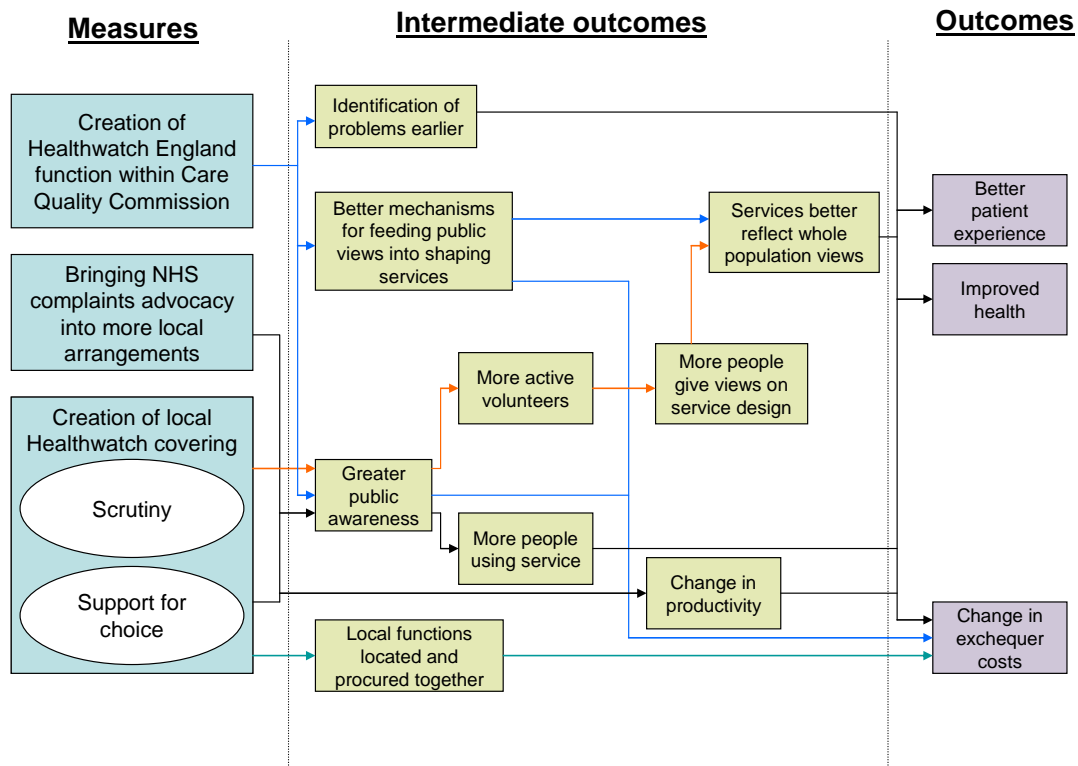 Measures
Intermediate outcomes
Outcomes
Creation of
Healthwatch England
function within Care
Quality Commission
Bringing NHS
complaints advocacy
into more local
arrangements
Creation of local
Healthwatch covering
Scrutiny
Support for
choice
Identification of
problems earlier
Better mechanisms
for feeding public
views into shaping
services
Services better
reflect whole
population views
More active
volunteers
More people
give views on
service design
Greater
public
awareness
More people
using service
Change in
productivity
Local functions
located and
procured together
Better
patient
experience
Improved
health
Change in
exchequer
costs